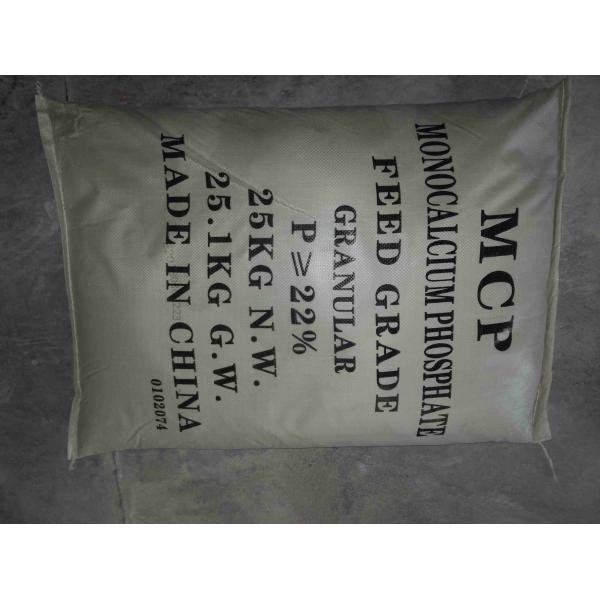 MCP
MONOCALCIUM PHOSPHATE
FEED GRADE
GRANULAR
P≥22%
25KG N.W.
25.1KG G.W.
MADE IN CHINA
0102074